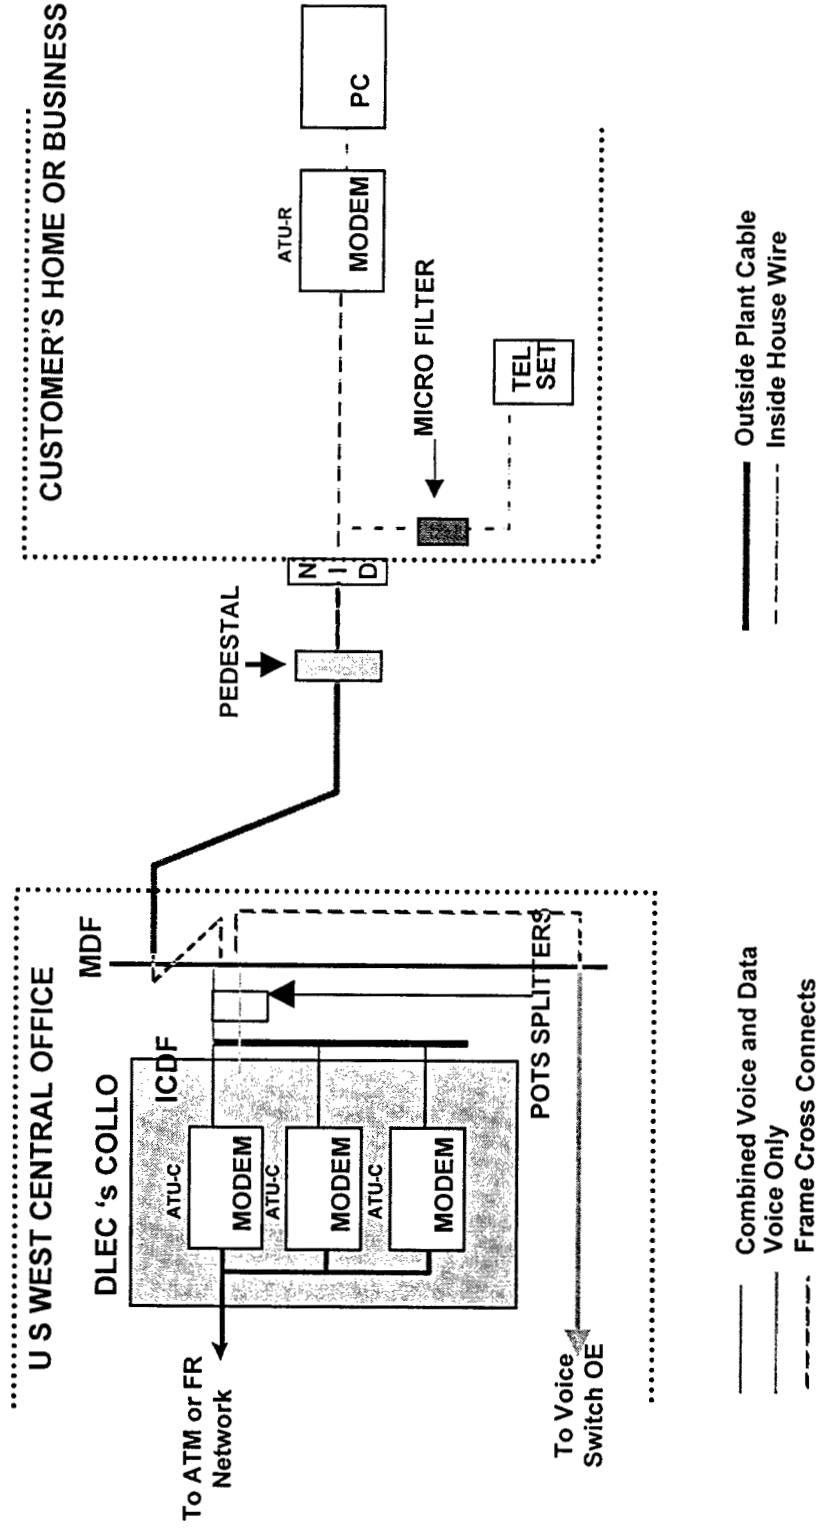 U S WEST CENTRAL OFFICE
CUSTOMER'S HOME OR BUSINESS
MDF
DLEC 's COLLO
ICDF
ATU-C
MODEM
ATU-C
MODEM
ATU-C
MODEM
To ATM or FR
Network
POTS SPLITTERS
To Voice
Switch OE
PEDESTAL
N
I
D
ATU-R
MODEM
PC
MICRO FILTER
TEL
SET
Combined Voice and Data
Voice Only
Frame Cross Connects
Outside Plant Cable
Inside House Wire